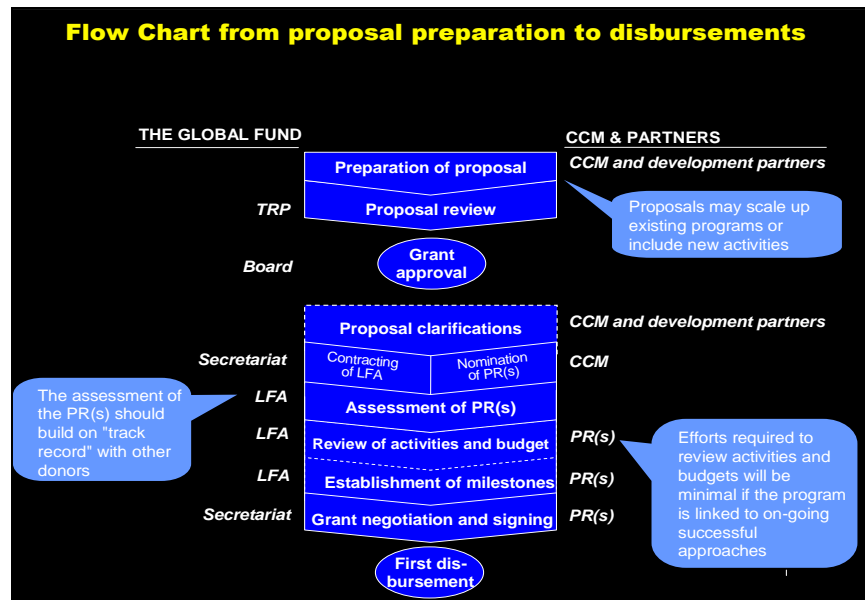 Flow Chart from proposal preparation to disbursements
THE GLOBAL FUND
CCM & PARTNERS
Preparation of proposal
CCM and development partners
TRP
Proposal review
Proposals may scale up
existing programs or
include new activities
Board
Grant
approval
Proposal clarifications
CCM and development partners
Secretariat
Contracting
of LFA
Nomination
of PR(s)
CCM
The assessment of
the PR(s) should
build on "track
record" with other
donors
LFA
Assessment of PR(s)
LFA
Review of activities and budget
PR(s)
Efforts required to
review activities and
budgets will be
minimal if the program
is linked to on-going
successful
approaches
LFA
Establishment of milestones
PR(s)
Secretariat
Grant negotiation and signing
PR(s)
First dis-
bursement